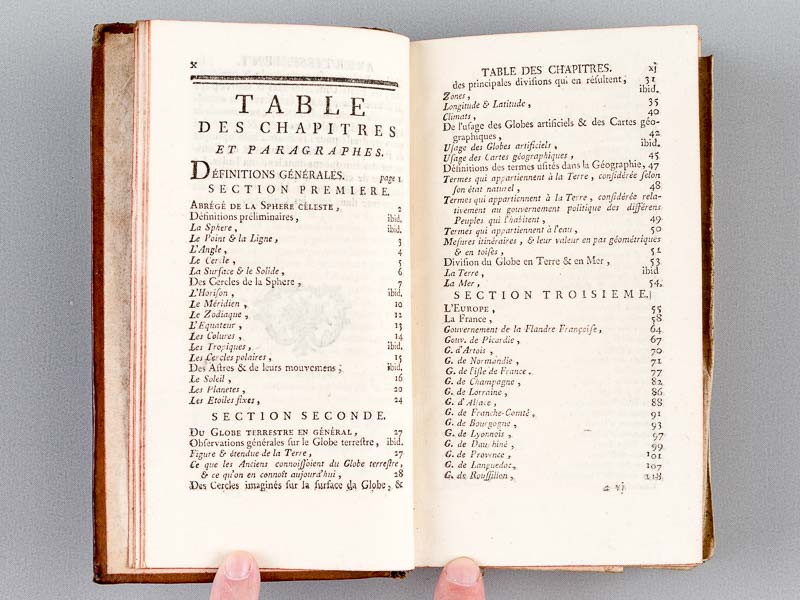 x
TABLE
DES CHAPITRES
ET PARAGRAPHES.
DÉFINITIONS GÉNÉRALES. page 1.
SECTION PREMIERE.
ABRÉGÉ DE LA SPHERE CÉLESTE, 2
Définitions préliminaires, ibid.
La Sphere, ibid.
Le Point & la Ligne, 3
L'Angle, 4
Le Cercle, 5
La Surface & le Solide, 6
Des Cercles de la Sphere, 7
L'Horison, ibid.
Le Méridien, 10
Le Zodiaque, 12
L'Equateur, 13
Les Colures, 14
Les Tropiques, ibid.
Les Cercles polaires, 15
Des Astres & de leurs mouvemens, ibid.
Le Soleil, 16
Les Planetes, 20
Les Etoiles fixes, 24
SECTION SECONDE.
DU GLOBE TERRESTRE EN GÉNÉRAL, 27
Observations générales sur le Globe terrestre, ibid.
Figure & étendue de la Terre, 27
Ce que les Anciens connoissoient du Globe terrestre,
& ce qu'on en connoît aujourd'hui, 28
Des Cercles imaginés sur la surface du Globe, &
TABLE DES CHAPITRES. xj
des principales divisions qui en résultent, 31
Zones, ibid.
Longitude & Latitude, 35
Climats, 40
De l'usage des Globes artificiels & des Cartes géo-
graphiques, 42
Usage des Globes artificiels, ibid.
Usage des Cartes géographiques, 45
Définitions des termes usités dans la Géographie, 47
Termes qui appartiennent à la Terre, considérée selon
son état naturel, 48
Termes qui appartiennent à la Terre, considérée rela-
tivement au gouvernement politique des différens
Peuples qui l'habitent, 49
Termes qui appartiennent à l'eau, 50
Mesures itinéraires, & leur valeur en pas géométriques
& en toises, 51
Division du Globe en Terre & en Mer, 53
La Terre, ibid
La Mer, 54
SECTION TROISIEME.
L'EUROPE, 55
La France, 58
Gouvernement de la Flandre Françoise, 64
Gouv. de Picardie, 67
G. d'Artois, 70
G. de Normandie, 71
G. de l'isle de France. 77
G. de Champagne, 82
G. de Lorraine, 86
G. d'Alsace, 88
G. de Franche-Comté, 91
G. de Bourgogne, 93
G. de Lyonnois, 97
G. de Dauphiné, 99
G. de Provence, 101
G. de Languedoc, 107
G. de Roussillon,
a vj